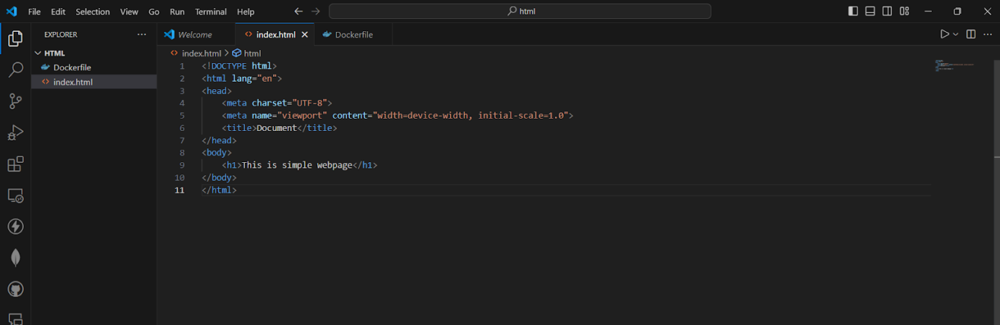 File Edit Selection View Go Run Terminal Help
html
EXPLORER
Welcome index.html Dockerfile
HTML
Dockerfile
index.html
index.html > html
1 <!DOCTYPE html>
2 <html lang="en">
3 <head>
4     <meta charset="UTF-8">
5     <meta name="viewport" content="width=device-width, initial-scale=1.0">
6     <title>Document</title>
7 </head>
8 <body>
9     <h1>This is simple webpage</h1>
10 </body>
11 </html>